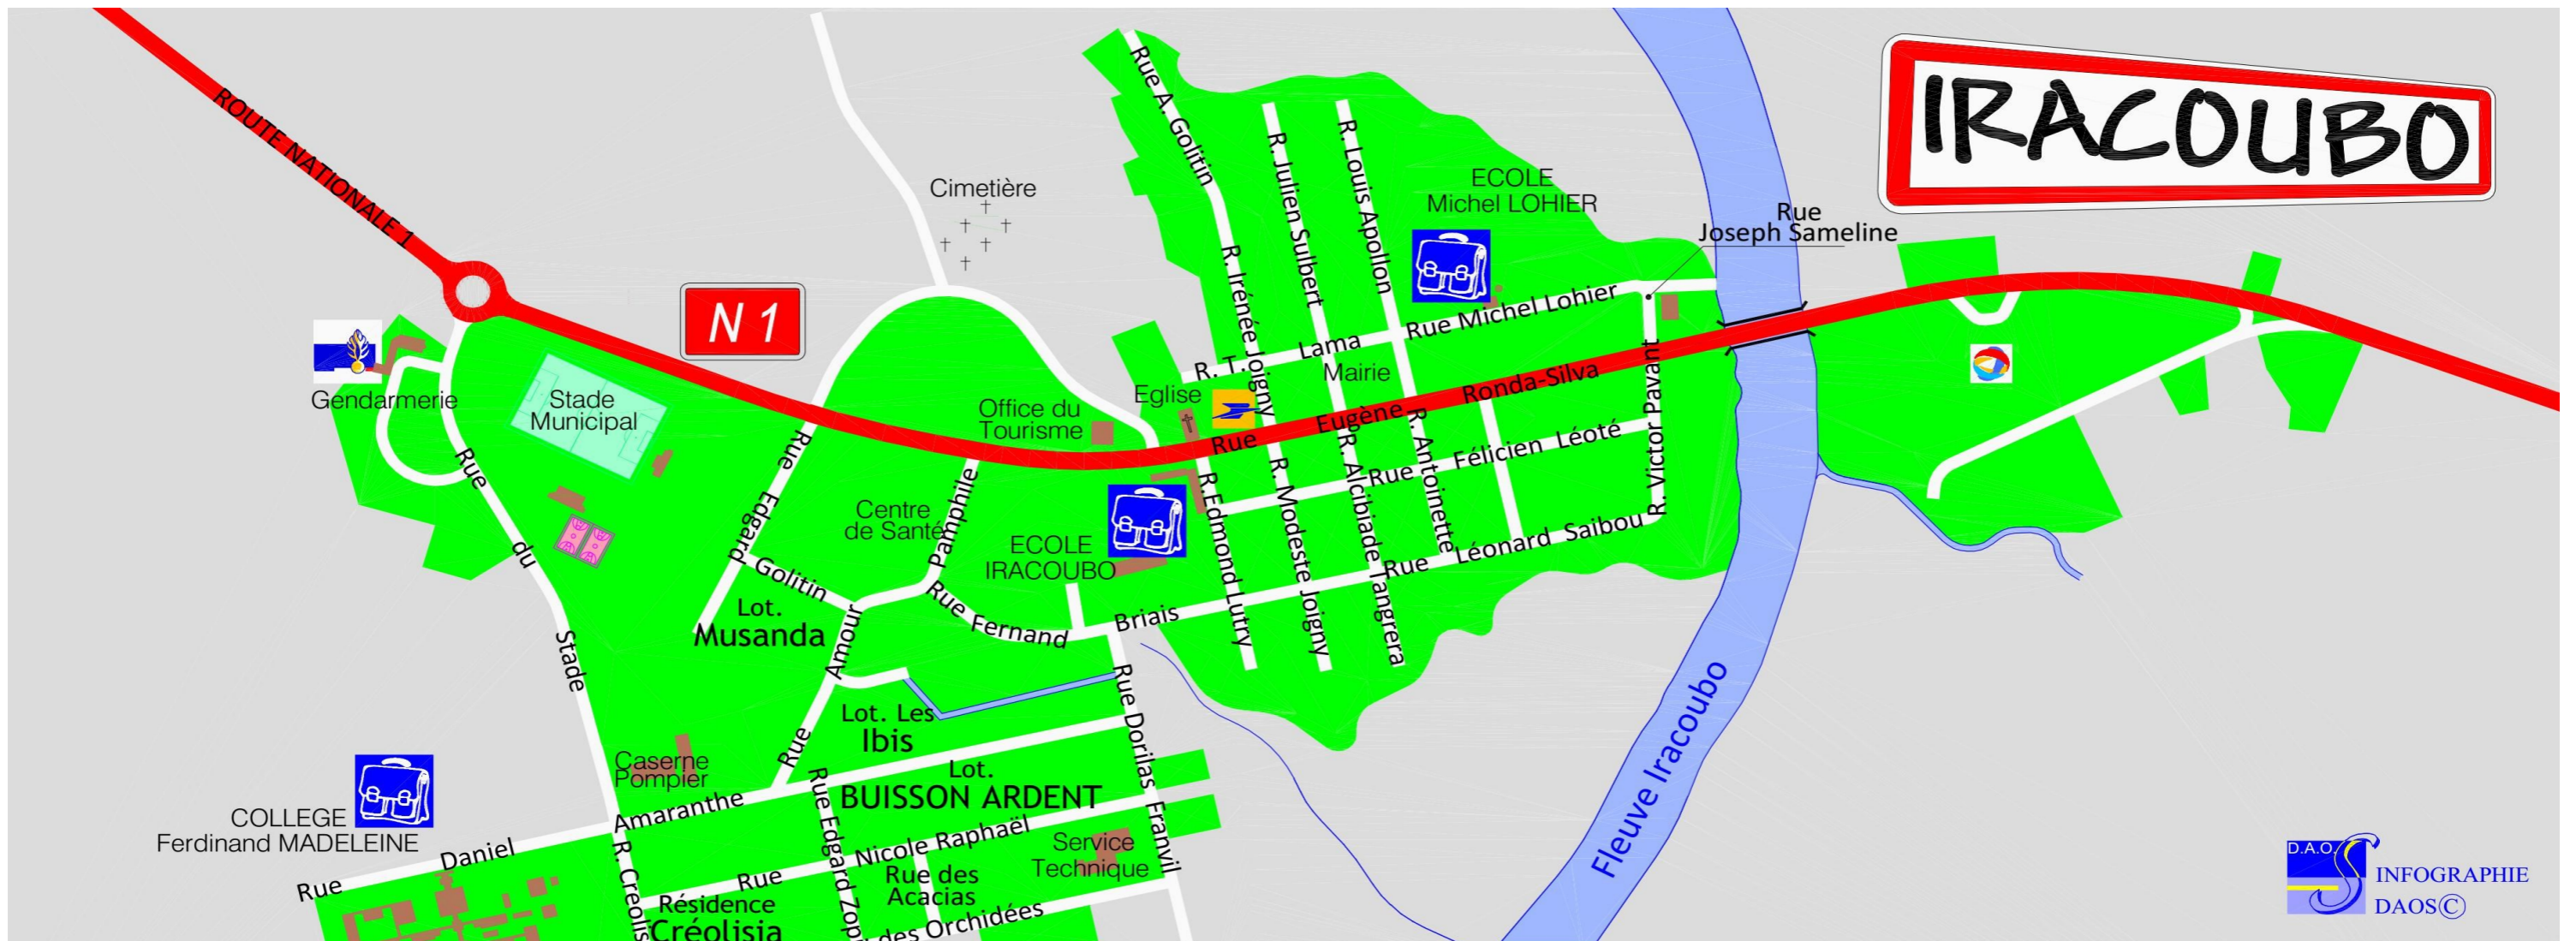 IRACOUBO
ROUTE NATIONALE 1
N 1
Cimetière
Rue A. Golitin
R. Irénée Joigny
R. Julien Sulbert
R. Louis Apollon
ECOLE
Michel LOHIER
Rue
Joseph Sameline
Rue Michel Lohier
R. T. Lama
Mairie
Eglise
Rue Eugène Ronda-Silva
Gendarmerie
Stade
Municipal
Office du
Tourisme
Rue du Stade
Rue Edgard Golitin
Centre
de Santé
Rue Amour Pamphile
ECOLE
IRACOUBO
R.Edmond Lutry
R. Modeste Joigny
R. Alcibiade Tangrera
R. Antoinette
Rue Félicien Léoté
R. Victor Pavant
Rue Léonard Saibou
Rue Fernand Briais
Lot.
Musanda
Lot. Les
Ibis
Rue Dorilas Franvil
Caserne
Pompier
Lot.
BUISSON ARDENT
COLLEGE
Ferdinand MADELEINE
Rue Daniel Amaranthe
Rue Nicole Raphaël
Service
Technique
Rue des
Acacias
Résidence
Créolisia
R. Creolis
Rue Edgard Zop
des Orchidées
Fleuve Iracoubo
D.A.O.
S
INFOGRAPHIE
DAOS©